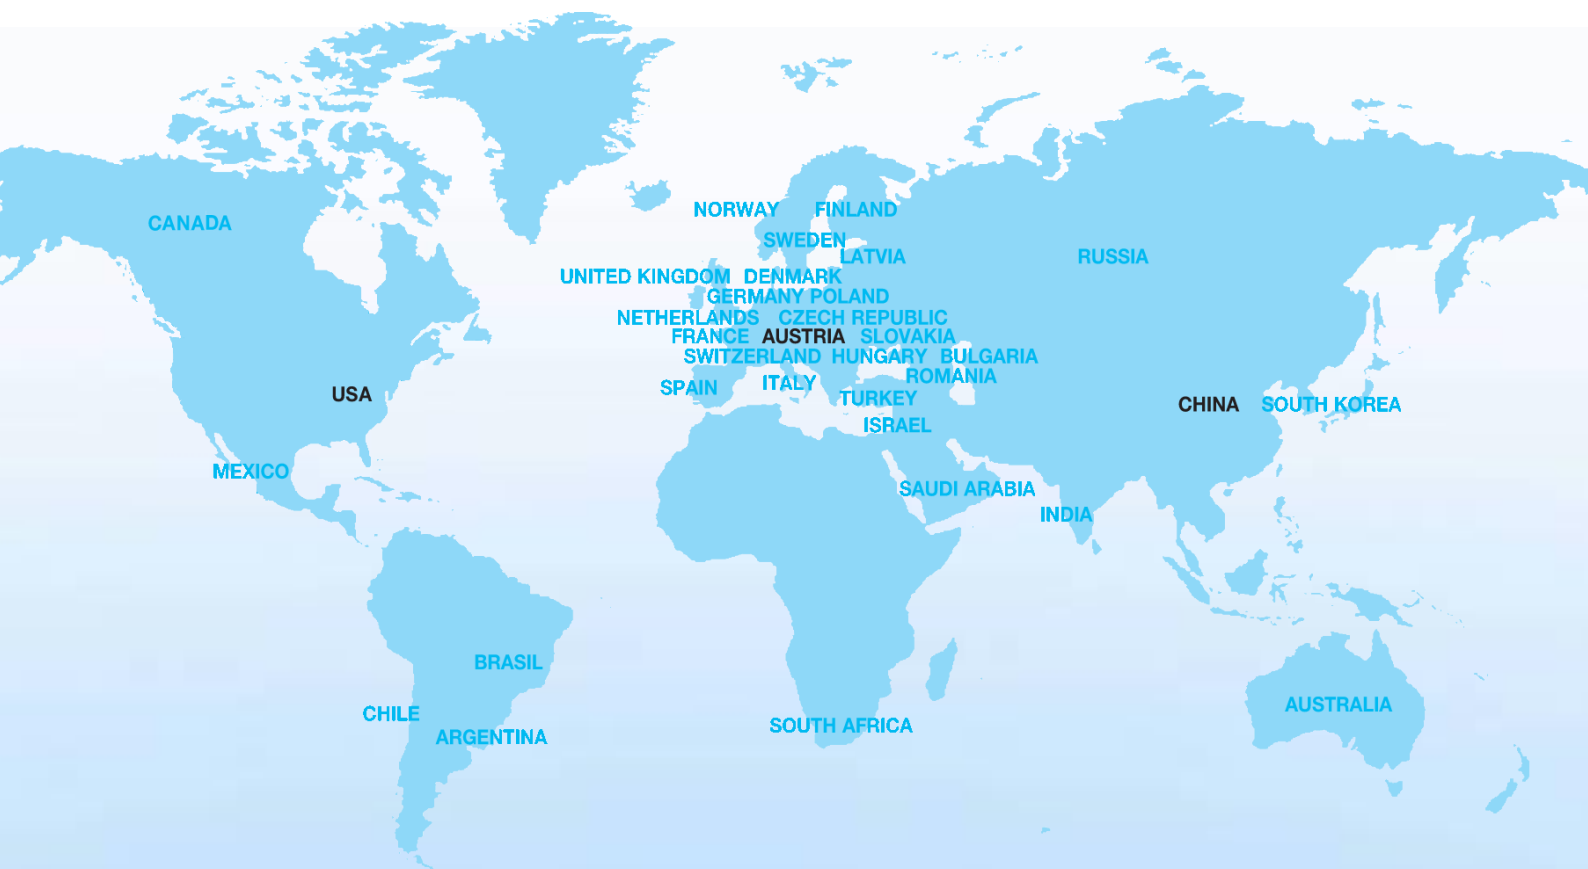 NORWAY FINLAND
CANADA
SWEDEN
LATVIA RUSSIA
UNITED KINGDOM DENMARK
GERMANY POLAND
NETHERLANDS CZECH REPUBLIC
FRANCE AUSTRIA SLOVAKIA
SWITZERLAND HUNGARY BULGARIA
ROMANIA
SPAIN ITALY
USA TURKEY CHINA SOUTH KOREA
ISRAEL
MEXICO
SAUDI ARABIA
INDIA
BRASIL
AUSTRALIA
CHILE
SOUTH AFRICA
ARGENTINA